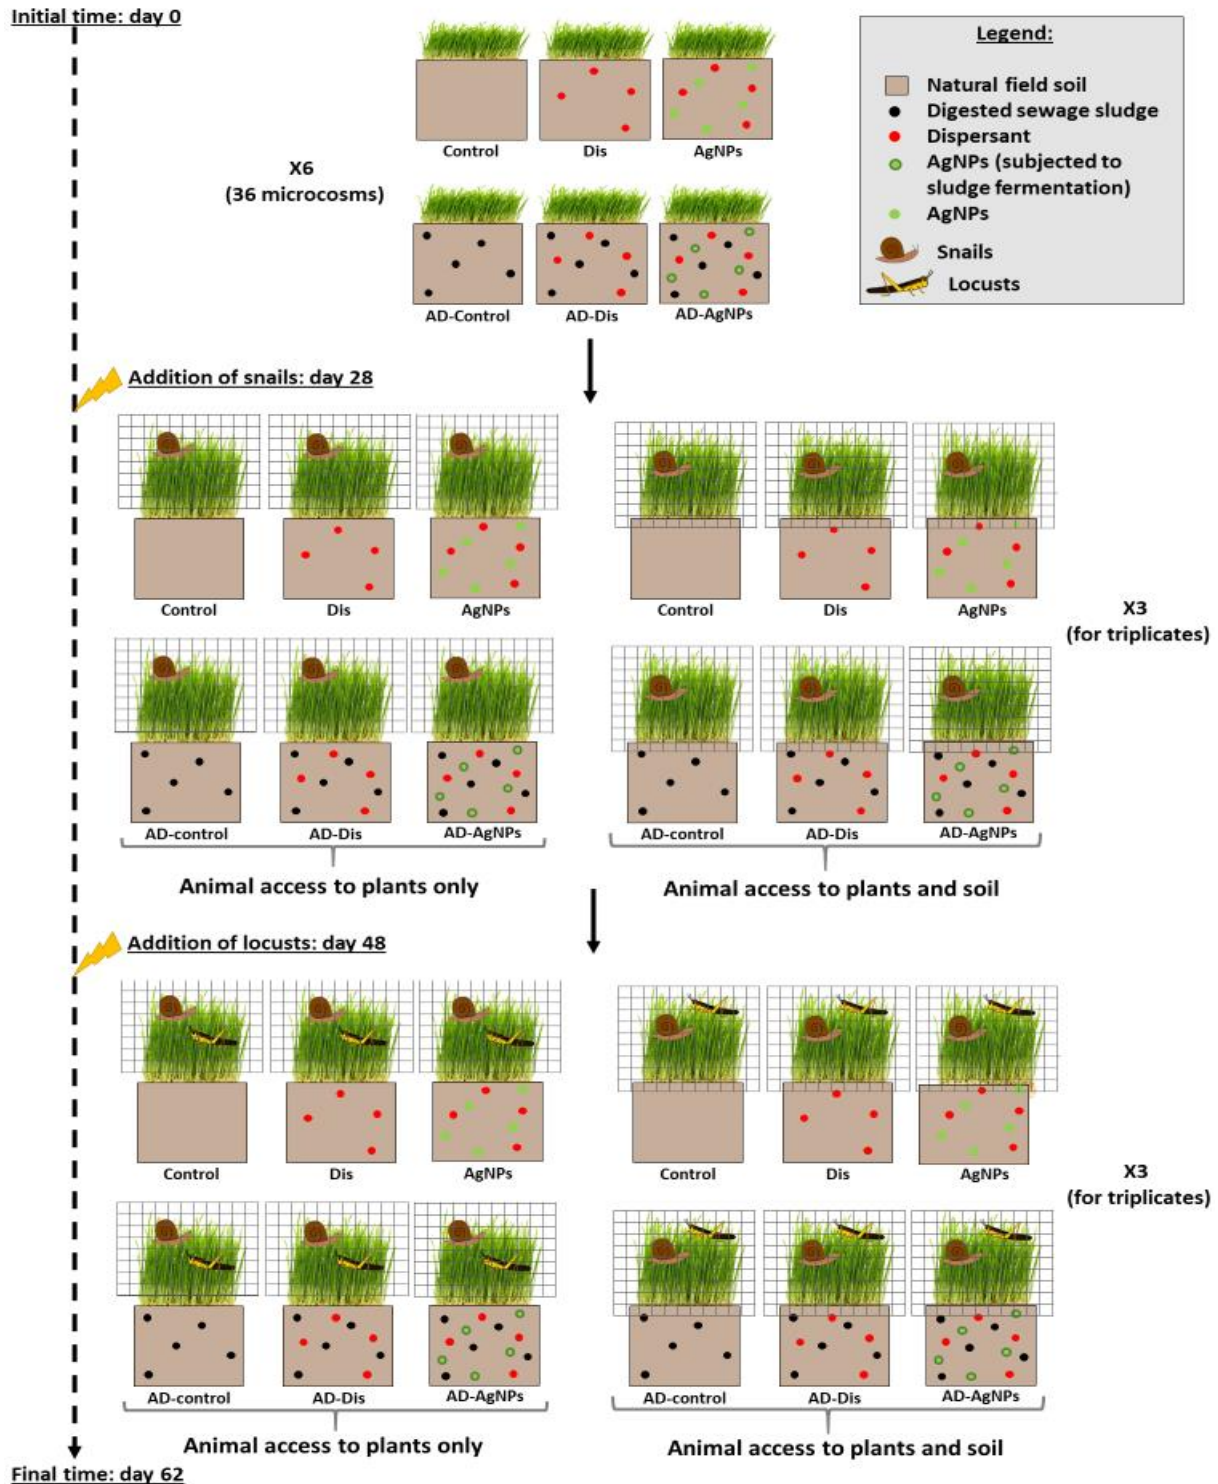 Initial time: day 0
Legend:
Natural field soil
Digested sewage sludge
Dispersant
AgNPs (subjected to
sludge fermentation)
AgNPs
Snails
Locusts
Control
Dis
AgNPs
X6
(36 microcosms)
AD-Control
AD-Dis
AD-AgNPs
Addition of snails: day 28
Control
Dis
AgNPs
Control
Dis
AgNPs
X3
(for triplicates)
AD-control
AD-Dis
AD-AgNPs
AD-control
AD-Dis
AD-AgNPs
Animal access to plants only
Animal access to plants and soil
Addition of locusts: day 48
Control
Dis
AgNPs
Control
Dis
AgNPs
X3
(for triplicates)
AD-control
AD-Dis
AD-AgNPs
AD-control
AD-Dis
AD-AgNPs
Animal access to plants only
Animal access to plants and soil
Final time: day 62